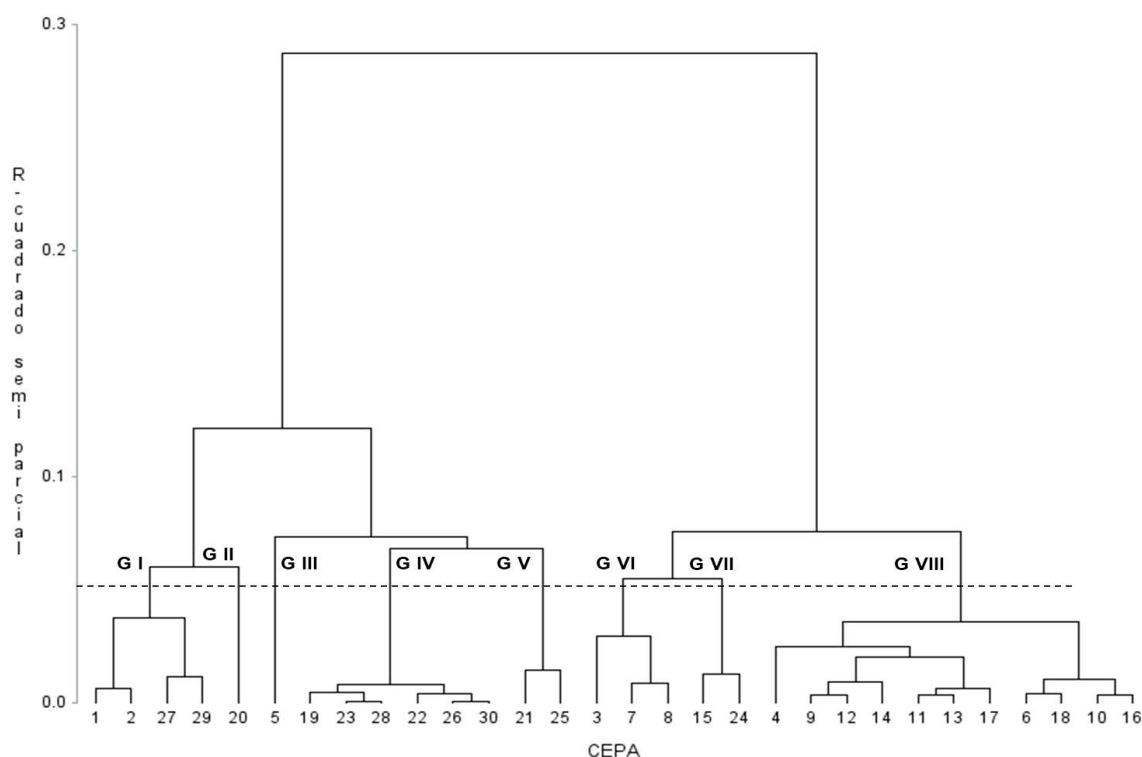 0.3
0.2
0.1
0.0
R-cuadrado semi parcial
G I
G II
G III
G IV
G V
G VI
G VII
G VIII
1 2 27 29 20 5 19 23 28 22 26 30 21 25 3 7 8 15 24 4 9 12 14 11 13 17 6 18 10 16
CEPA